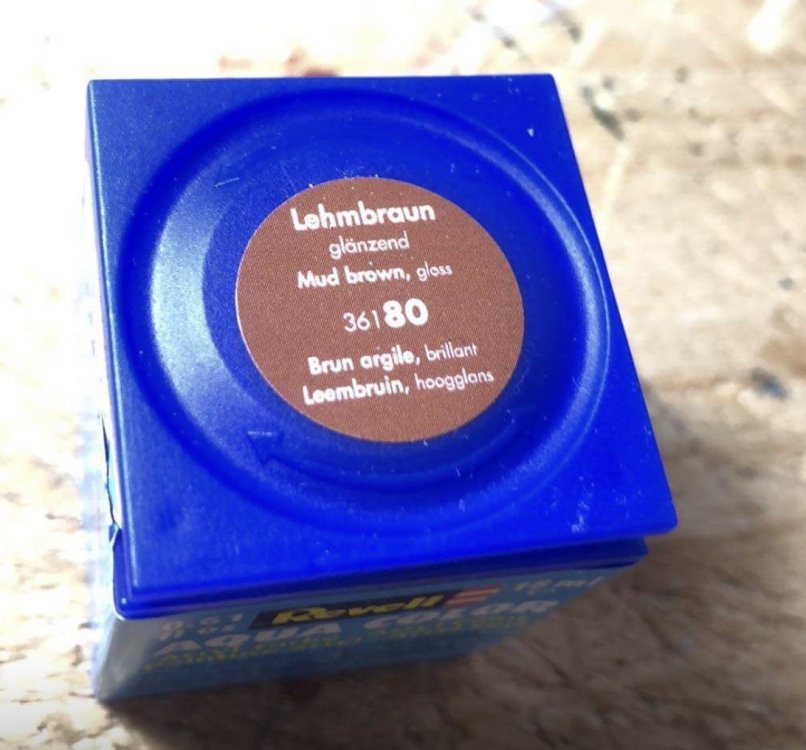 Lehmbraun
glänzend
Mud brown, gloss
36180
Brun argile, brillant
Leembruin, hoogglans
Revell
AQUA COLOR